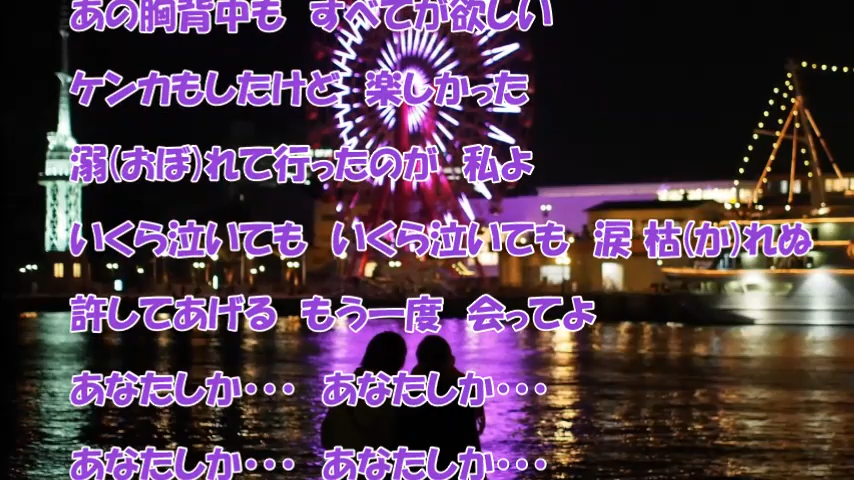 あの胸背中も　すべてが欲しい
ケンカもしたけど　楽しかった
溺(おぼ)れて行ったのが　私よ
いくら泣いても　いくら泣いても　涙 枯(か)れぬ
許してあげる　もう一度　会ってよ
あなたしか・・・　あなたしか・・・
あなたしか・・・　あなたしか・・・